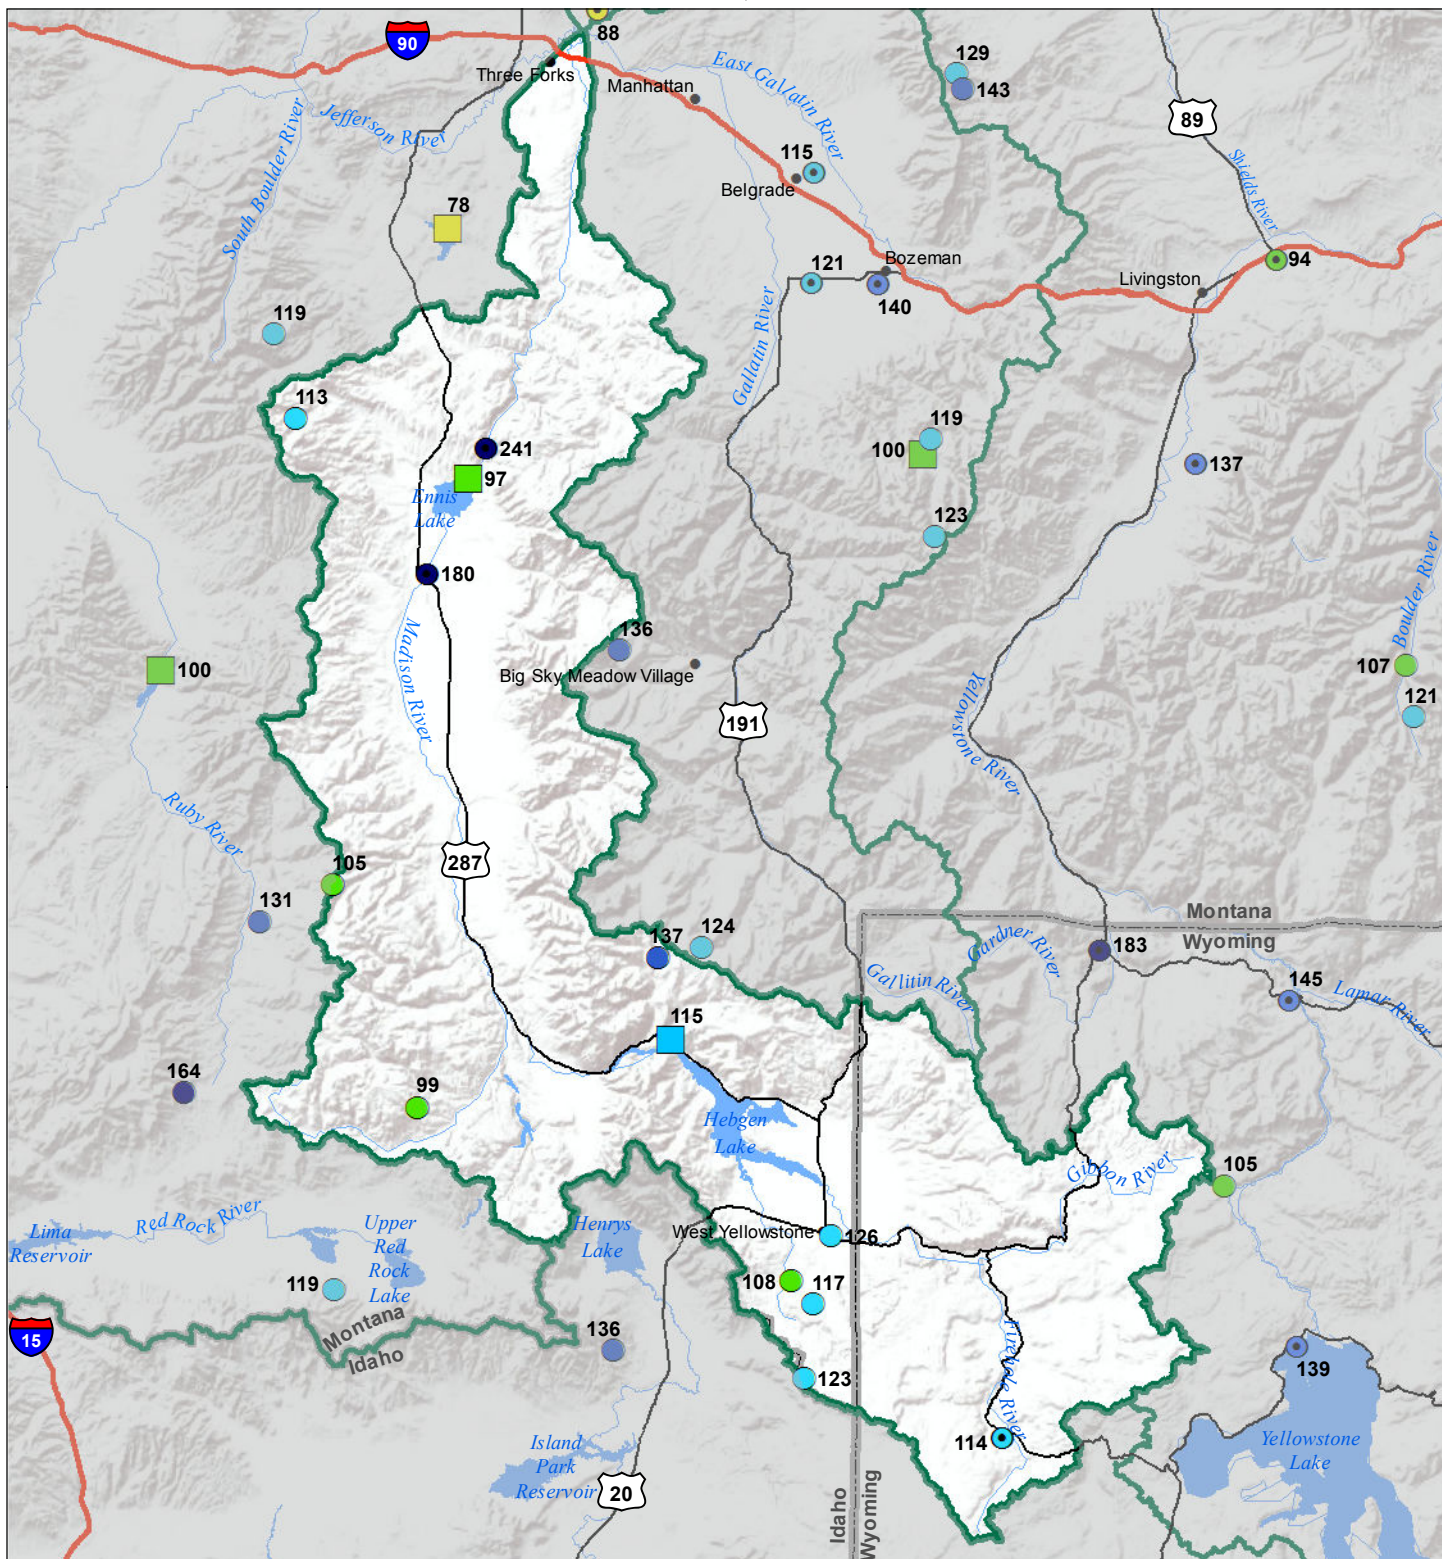 88
90
129
Three Forks
East Gallatin River
Manhattan
143
Jefferson River
89
South Boulder River
115
Shields River
Belgrade
78
121
Bozeman
94
140
Livingston
119
Gallatin River
113
119
241
100
137
97
Ennis
Lake
123
180
Boulder River
Madison River
136
100
Big Sky Meadow Village
107
121
191
Yellowstone River
Ruby River
287
105
131
Montana
Wyoming
124
137
Gardner River
183
Gallitin River
145
Lamar River
115
164
99
Hebgen
Lake
Gibbon River
105
Red Rock River
Upper
Red
Rock
Lake
Henrys
Lake
Lima
Reservoir
West Yellowstone
126
119
108
117
Montana
Idaho
15
136
Firehole River
139
123
114
Island
Park
Reservoir
Yellowstone
Lake
20
Idaho
Wyoming